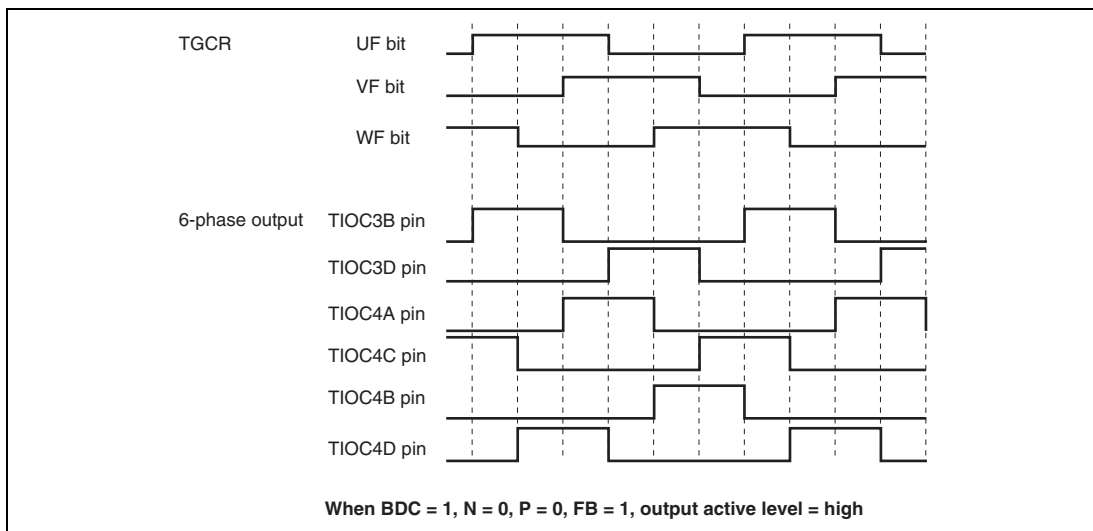 TGCR UF bit
VF bit
WF bit
6-phase output TIOC3B pin
TIOC3D pin
TIOC4A pin
TIOC4C pin
TIOC4B pin
TIOC4D pin
When BDC = 1, N = 0, P = 0, FB = 1, output active level = high